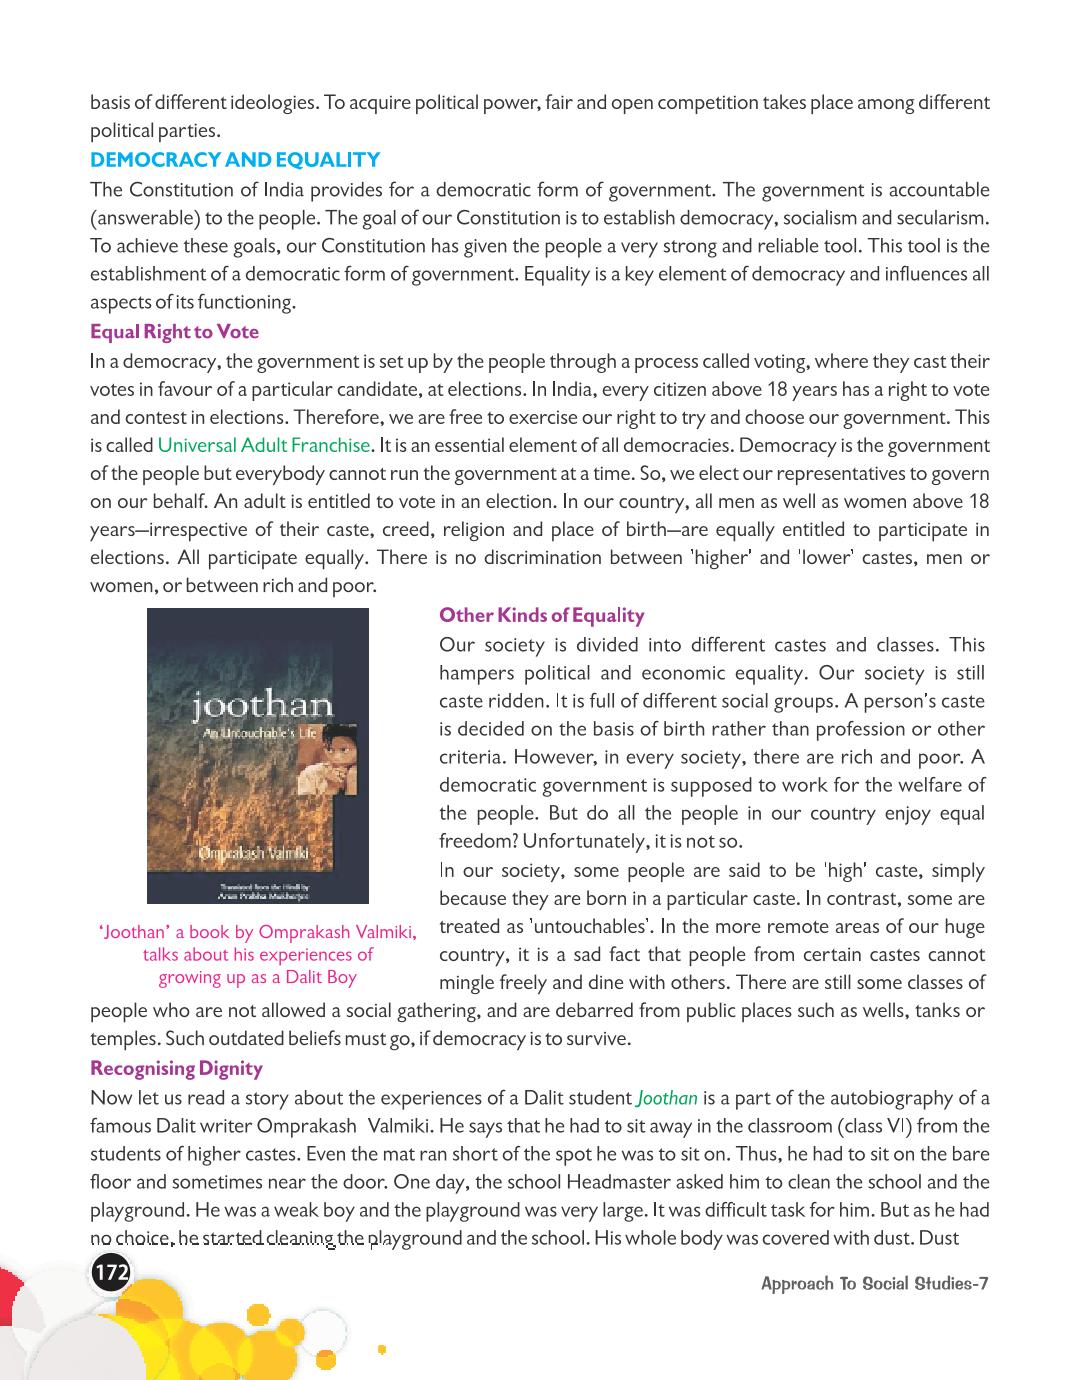 basis of different ideologies. To acquire political power, fair and open competition takes place among different
political parties.
DEMOCRACY AND EQUALITY
The Constitution of India provides for a democratic form of government. The government is accountable
(answerable) to the people. The goal of our Constitution is to establish democracy, socialism and secularism.
To achieve these goals, our Constitution has given the people a very strong and reliable tool. This tool is the
establishment of a democratic form of government. Equality is a key element of democracy and influences all
aspects of its functioning.
Equal Right to Vote
In a democracy, the government is set up by the people through a process called voting, where they cast their
votes in favour of a particular candidate, at elections. In India, every citizen above 18 years has a right to vote
and contest in elections. Therefore, we are free to exercise our right to try and choose our government. This
is called Universal Adult Franchise. It is an essential element of all democracies. Democracy is the government
of the people but everybody cannot run the government at a time. So, we elect our representatives to govern
on our behalf. An adult is entitled to vote in an election. In our country, all men as well as women above 18
years—irrespective of their caste, creed, religion and place of birth—are equally entitled to participate in
elections. All participate equally. There is no discrimination between 'higher' and 'lower' castes, men or
women, or between rich and poor.
joothan
An Untouchable's Life
Omprakash Valmiki
Translated from the Hindi by
Arun Prabha Mukherjee
'Joothan' a book by Omprakash Valmiki,
talks about his experiences of
growing up as a Dalit Boy
Other Kinds of Equality
Our society is divided into different castes and classes. This
hampers political and economic equality. Our society is still
caste ridden. It is full of different social groups. A person's caste
is decided on the basis of birth rather than profession or other
criteria. However, in every society, there are rich and poor. A
democratic government is supposed to work for the welfare of
the people. But do all the people in our country enjoy equal
freedom? Unfortunately, it is not so.
In our society, some people are said to be 'high' caste, simply
because they are born in a particular caste. In contrast, some are
treated as 'untouchables'. In the more remote areas of our huge
country, it is a sad fact that people from certain castes cannot
mingle freely and dine with others. There are still some classes of
people who are not allowed a social gathering, and are debarred from public places such as wells, tanks or
temples. Such outdated beliefs must go, if democracy is to survive.
Recognising Dignity
Now let us read a story about the experiences of a Dalit student Joothan is a part of the autobiography of a
famous Dalit writer Omprakash Valmiki. He says that he had to sit away in the classroom (class VI) from the
students of higher castes. Even the mat ran short of the spot he was to sit on. Thus, he had to sit on the bare
floor and sometimes near the door. One day, the school Headmaster asked him to clean the school and the
playground. He was a weak boy and the playground was very large. It was difficult task for him. But as he had
no choice, he started cleaning the playground and the school. His whole body was covered with dust. Dust
172
Approach To Social Studies-7